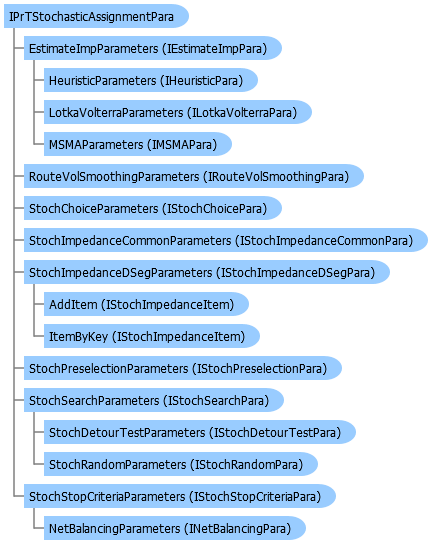 IPrTStochasticAssignmentPara
EstimateImpParameters (IEstimateImpPara)
HeuristicParameters (IHeuristicPara)
LotkaVolterraParameters (ILotkaVolterraPara)
MSMAParameters (IMSMAPara)
RouteVolSmoothingParameters (IRouteVolSmoothingPara)
StochChoiceParameters (IStochChoicePara)
StochImpedanceCommonParameters (IStochImpedanceCommonPara)
StochImpedanceDSegParameters (IStochImpedanceDSegPara)
AddItem (IStochImpedanceItem)
ItemByKey (IStochImpedanceItem)
StochPreselectionParameters (IStochPreselectionPara)
StochSearchParameters (IStochSearchPara)
StochDetourTestParameters (IStochDetourTestPara)
StochRandomParameters (IStochRandomPara)
StochStopCriteriaParameters (IStochStopCriteriaPara)
NetBalancingParameters (INetBalancingPara)